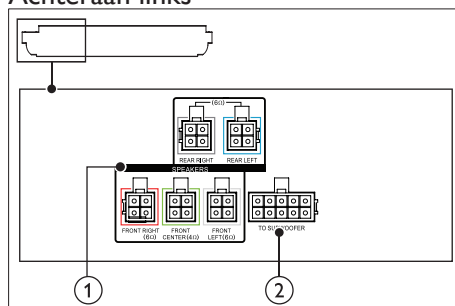 Achteraan links
(6Ω)
REAR RIGHT REAR LEFT
SPEAKERS
FRONT RIGHT (6Ω)
FRONT CENTER(4Ω)
FRONT LEFT(6Ω)
TO SUBWOOFER
1
2